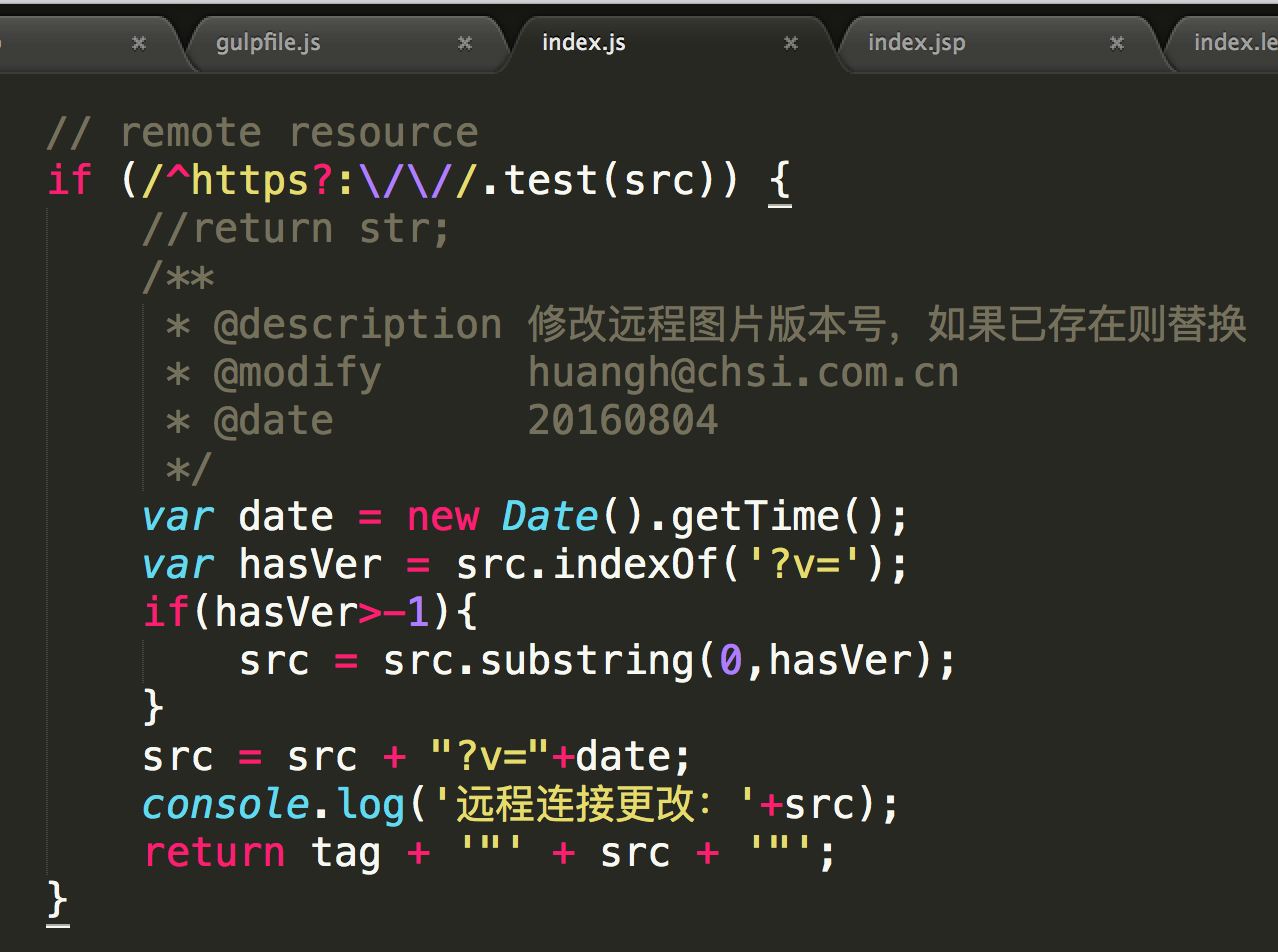 gulpfile.js
index.js
index.jsp
index.le
// remote resource
if (/^https?:\/\//.test(src)) {
//return str;
/**
* @description 修改远程图片版本号，如果已存在则替换
* @modify huangh@chsi.com.cn
* @date 20160804
*/
var date = new Date().getTime();
var hasVer = src.indexOf('?v=');
if(hasVer>-1){
src = src.substring(0,hasVer);
}
src = src + "?v="+date;
console.log('远程连接更改：'+src);
return tag + '"' + src + '"';
}